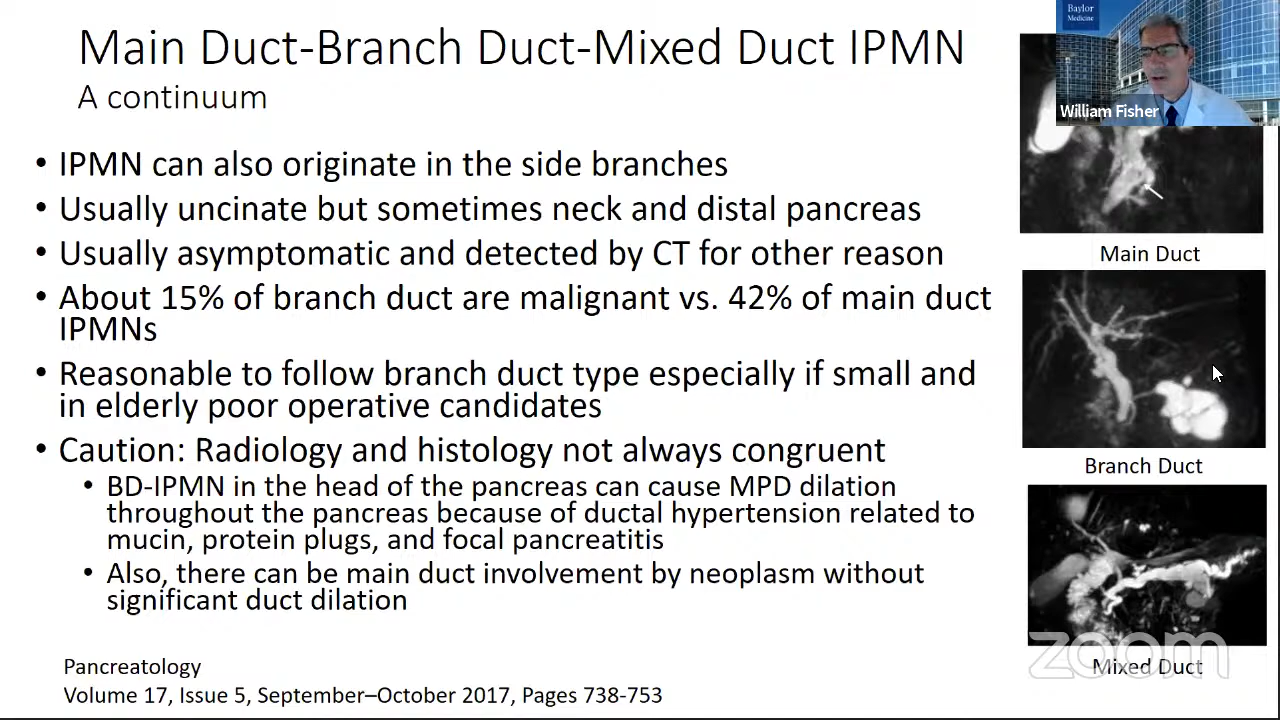 Main Duct-Branch Duct-Mixed Duct IPMN
A continuum
• IPMN can also originate in the side branches
• Usually uncinate but sometimes neck and distal pancreas
• Usually asymptomatic and detected by CT for other reason
• About 15% of branch duct are malignant vs. 42% of main duct
IPMNs
• Reasonable to follow branch duct type especially if small and
in elderly poor operative candidates
• Caution: Radiology and histology not always congruent
• BD-IPMN in the head of the pancreas can cause MPD dilation
throughout the pancreas because of ductal hypertension related to
mucin, protein plugs, and focal pancreatitis
• Also, there can be main duct involvement by neoplasm without
significant duct dilation
Pancreatology
Volume 17, Issue 5, September–October 2017, Pages 738-753
Baylor
Medicine
William Fisher
Main Duct
Branch Duct
zoom
Mixed Duct